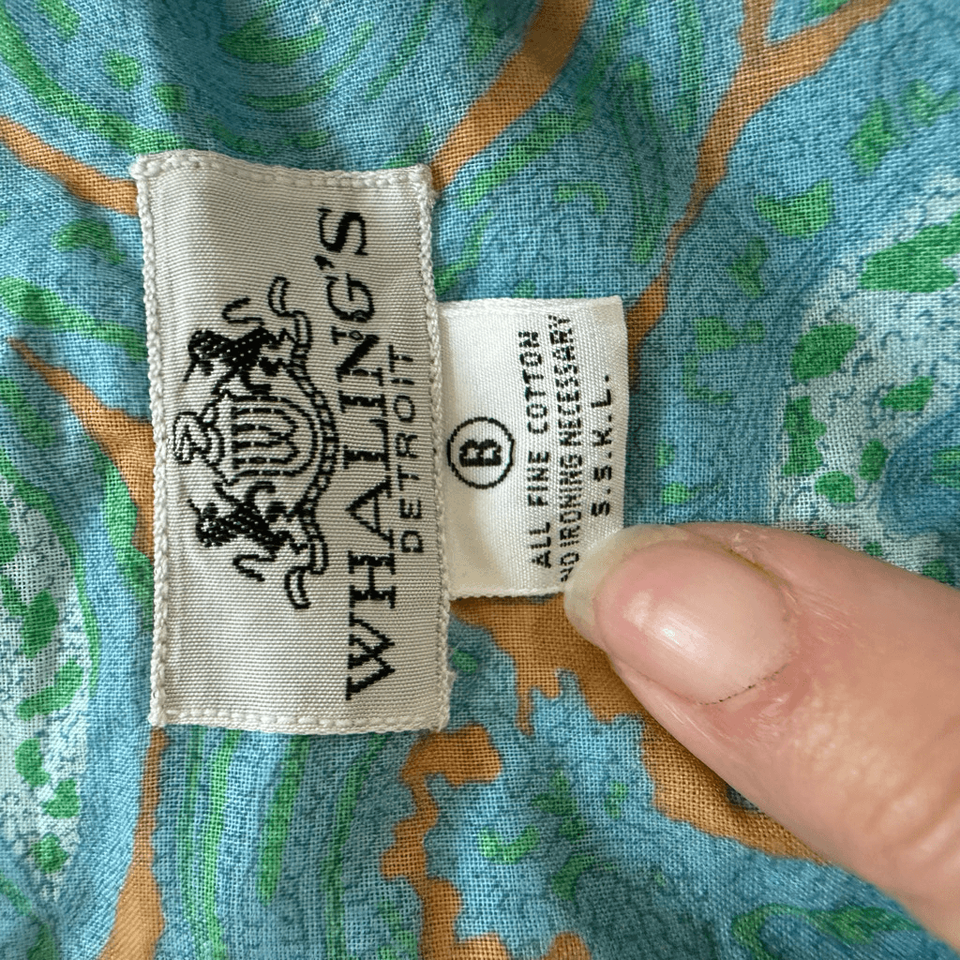 W
WHALING'S
DETROIT
B
ALL FINE COTTON
NO IRONING NECESSARY
S.S.K.L.